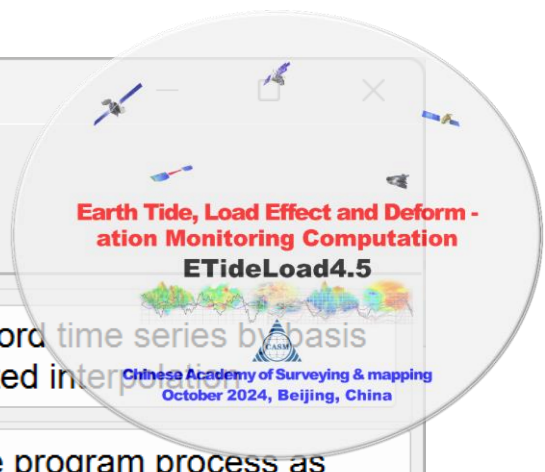 Earth Tide, Load Effect and Deform -
ation Monitoring Computation
ETideLoad4.5
ord time series by basis
CASM
ed interpolation
Chinese Academy of Surveying & mapping
October 2024, Beijing, China
e program process as